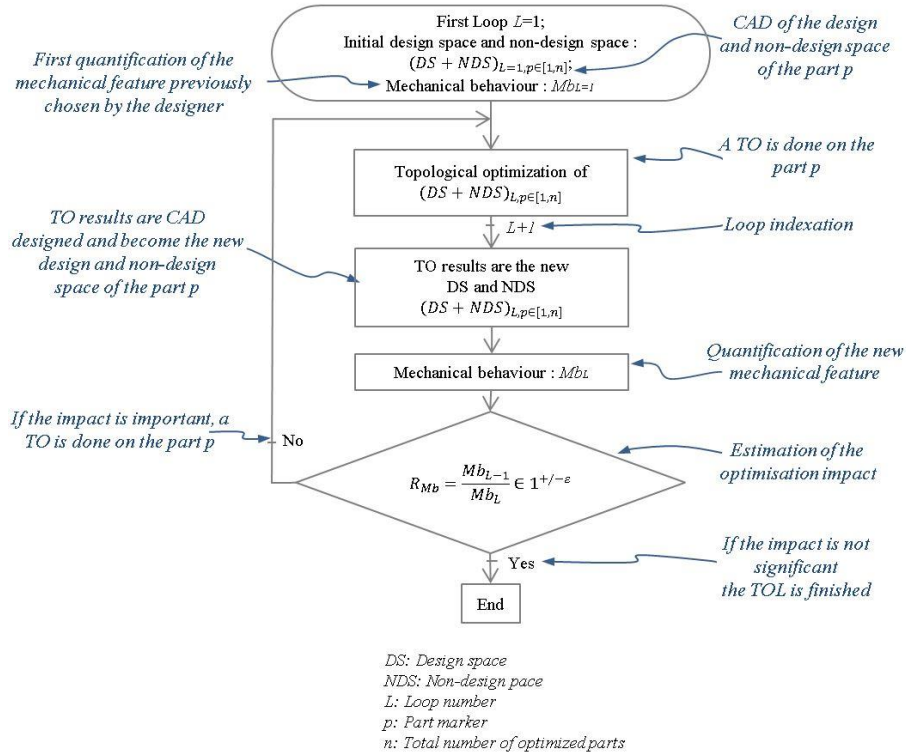 First Loop L=1;
Initial design space and non-design space :
(DS + NDS)L=1,p∈[1,n];
Mechanical behaviour : MbL=1
CAD of the design
and non-design space
of the part p
First quantification of the
mechanical feature previously
chosen by the designer
A TO is done on the
part p
Topological optimization of
(DS + NDS)L,p∈[1,n]
L+1
Loop indexation
TO results are CAD
designed and become the new
design and non-design
space of the part p
TO results are the new
DS and NDS
(DS + NDS)L,p∈[1,n]
Mechanical behaviour : MbL
Quantification of the new
mechanical feature
If the impact is important, a
TO is done on the part p
No
RMb = MbL−1 / MbL ∈ 1+/−ε
Estimation of the
optimisation impact
Yes
If the impact is not
significant
the TOL is finished
End
DS: Design space
NDS: Non-design pace
L: Loop number
p: Part marker
n: Total number of optimized parts